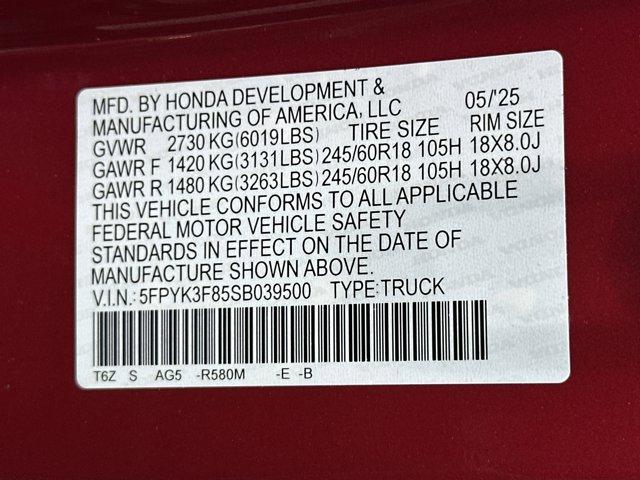 MFD. BY HONDA DEVELOPMENT &
MANUFACTURING OF AMERICA, LLC 05/'25
GVWR 2730 KG(6019LBS) TIRE SIZE RIM SIZE
GAWR F 1420 KG(3131LBS) 245/60R18 105H 18X8.0J
GAWR R 1480 KG(3263LBS) 245/60R18 105H 18X8.0J
THIS VEHICLE CONFORMS TO ALL APPLICABLE
FEDERAL MOTOR VEHICLE SAFETY
STANDARDS IN EFFECT ON THE DATE OF
MANUFACTURE SHOWN ABOVE.
V.I.N.: 5FPYK3F85SB039500 TYPE:TRUCK
T6Z S AG5 -R580M -E -B